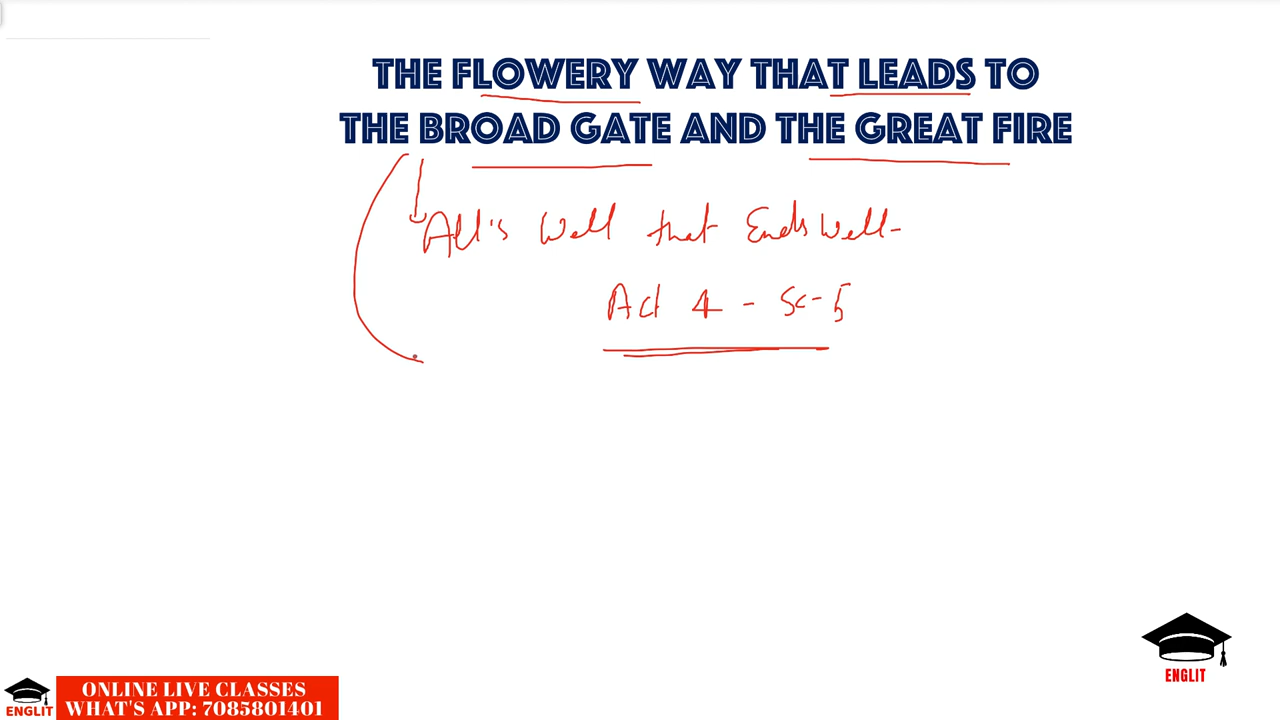 THE FLOWERY WAY THAT LEADS TO
THE BROAD GATE AND THE GREAT FIRE
All's Well that Ends Well-
Act 4 - Sc- 5
ENGLIT
ONLINE LIVE CLASSES
WHAT'S APP: 7085801401
ENGLIT